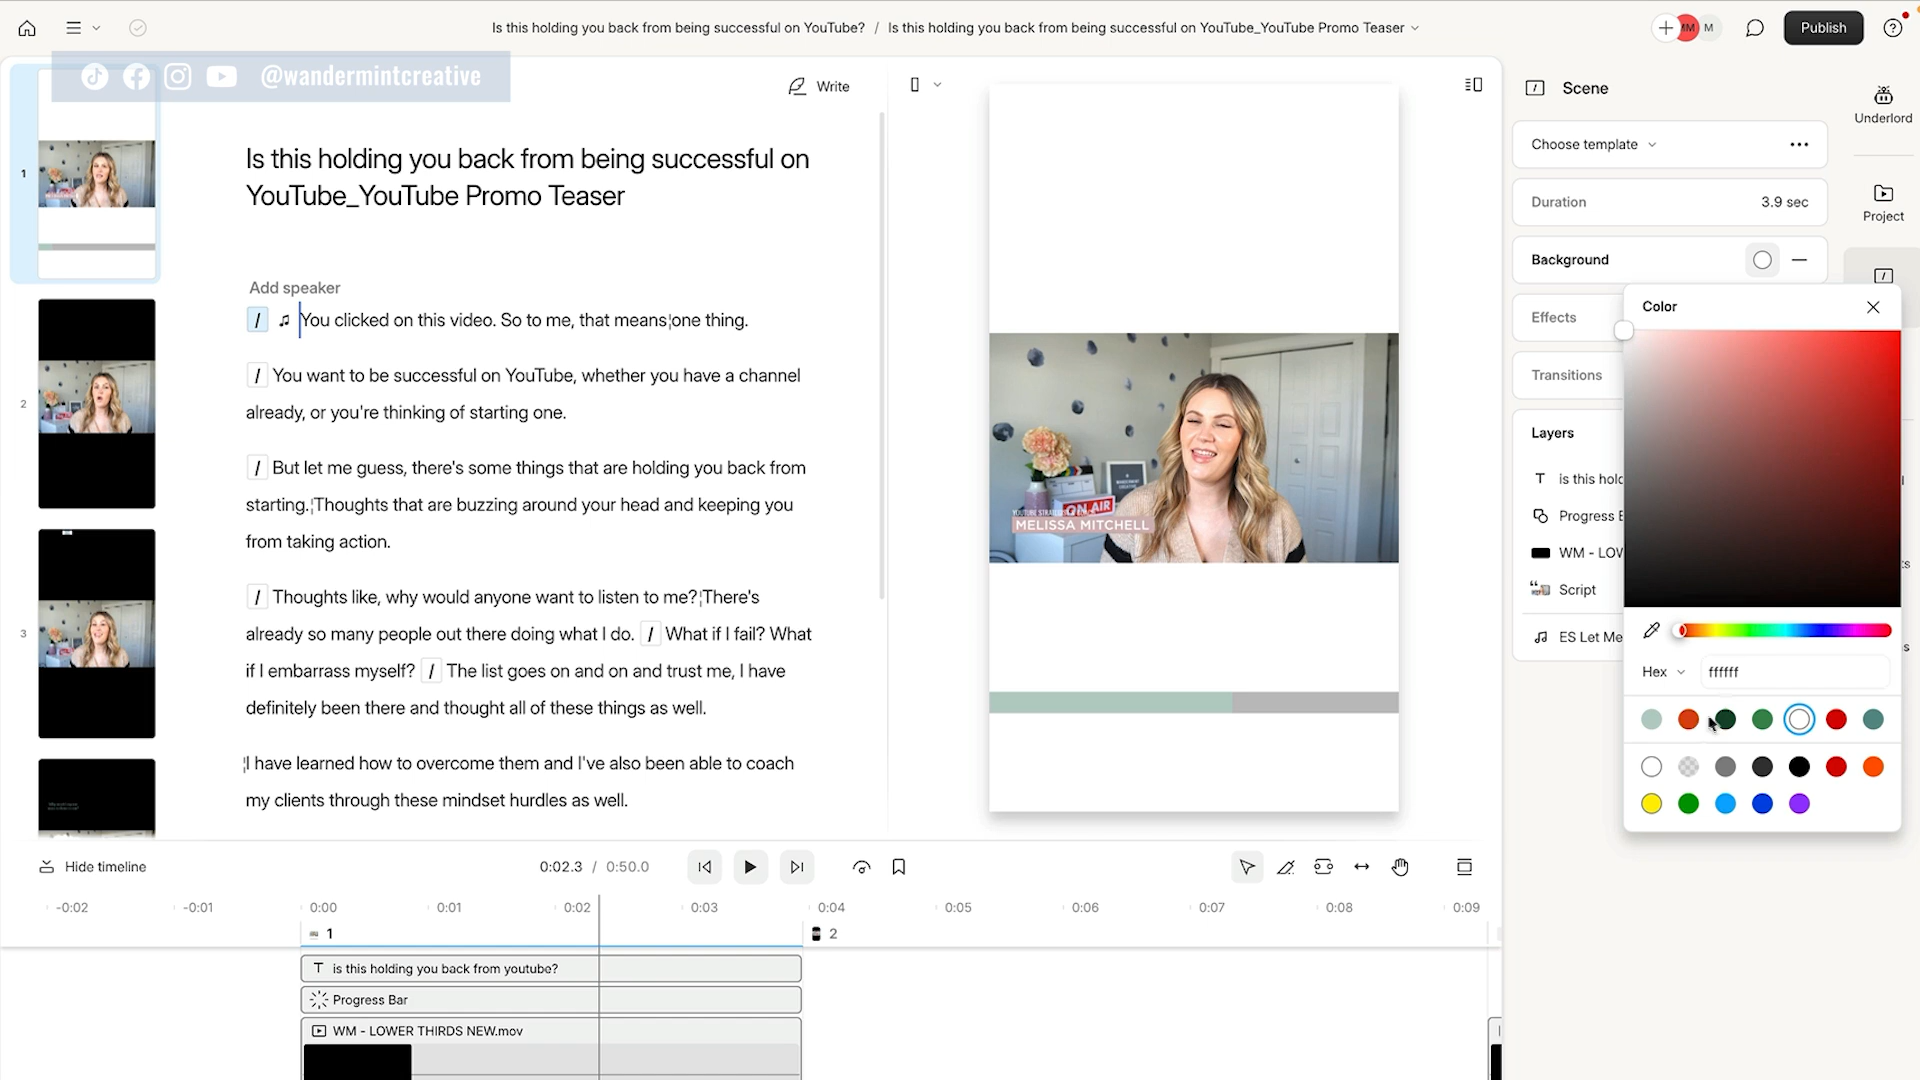 Is this holding you back from being successful on YouTube? / Is this holding you back from being successful on YouTube_YouTube Promo Teaser
MM
M
Publish
@wandermintcreative
Write
Is this holding you back from being successful on
YouTube_YouTube Promo Teaser
Add speaker
/ You clicked on this video. So to me, that means¦one thing.
/ You want to be successful on YouTube, whether you have a channel
already, or you're thinking of starting one.
/ But let me guess, there's some things that are holding you back from
starting.¦Thoughts that are buzzing around your head and keeping you
from taking action.
/ Thoughts like, why would anyone want to listen to me?¦There's
already so many people out there doing what I do. / What if I fail? What
if I embarrass myself? / The list goes on and on and trust me, I have
definitely been there and thought all of these things as well.
¦I have learned how to overcome them and I've also been able to coach
my clients through these mindset hurdles as well.
1
2
3
ON AIR
MELISSA MITCHELL
Scene
Choose template
Duration 3.9 sec
Background
Effects
Transitions
Layers
is this hold
Progress B
WM - LOW
Script
ES Let Me
Color
Hex ffffff
Underlord
Project
Hide timeline
0:02.3 / 0:50.0
-0:02 -0:01 0:00 0:01 0:02 0:03 0:04 0:05 0:06 0:07 0:08 0:09
1 2
is this holding you back from youtube?
Progress Bar
WM - LOWER THIRDS NEW.mov